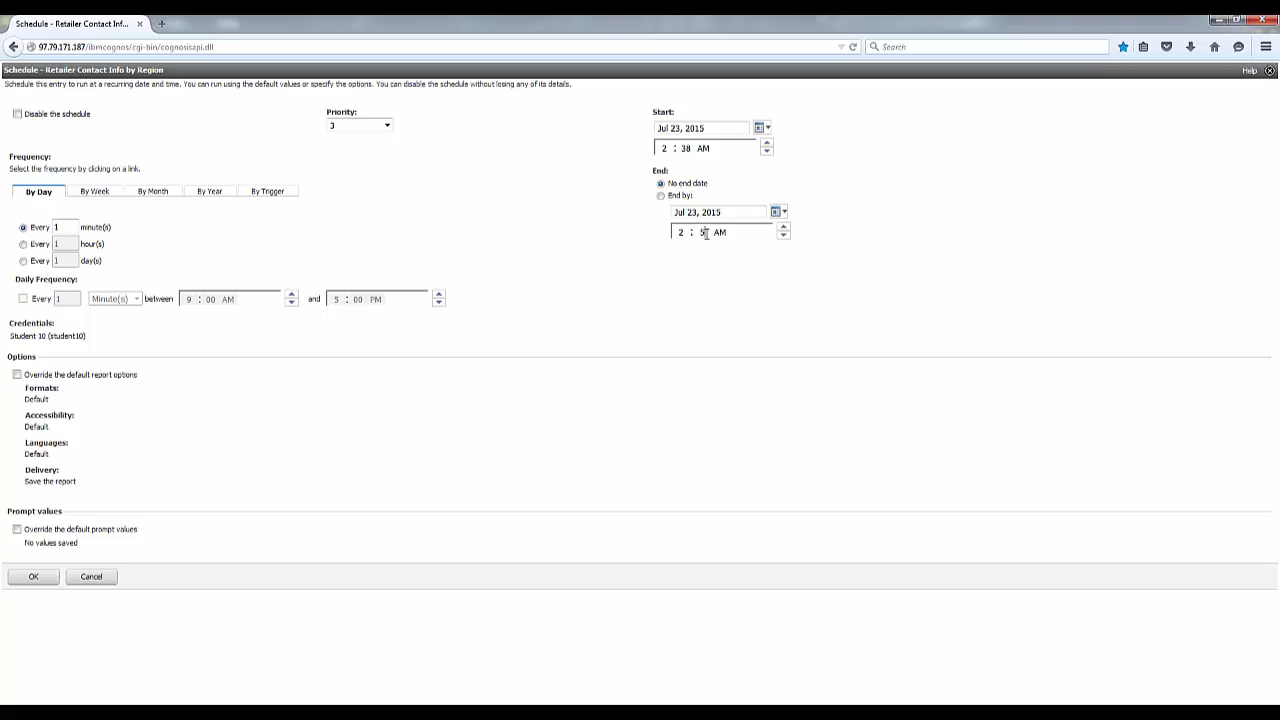 Schedule - Retailer Contact Inf...
97.79.171.187/ibmcognos/cgi-bin/cognosisapi.dll
Search
Schedule - Retailer Contact Info by Region
Help
Schedule this entry to run at a recurring date and time. You can run using the default values or specify the options. You can disable the schedule without losing any of its details.
Disable the schedule
Priority:
3
Start:
Jul 23, 2015
2 : 38 AM
Frequency:
Select the frequency by clicking on a link.
End:
No end date
End by:
Jul 23, 2015
2 : 5 AM
By Day By Week By Month By Year By Trigger
Every 1 minute(s)
Every 1 hour(s)
Every 1 day(s)
Daily Frequency:
Every 1 Minute(s) between 9 : 00 AM and 5 : 00 PM
Credentials:
Student 10 (student10)
Options
Override the default report options
Formats:
Default
Accessibility:
Default
Languages:
Default
Delivery:
Save the report
Prompt values
Override the default prompt values
No values saved
OK Cancel